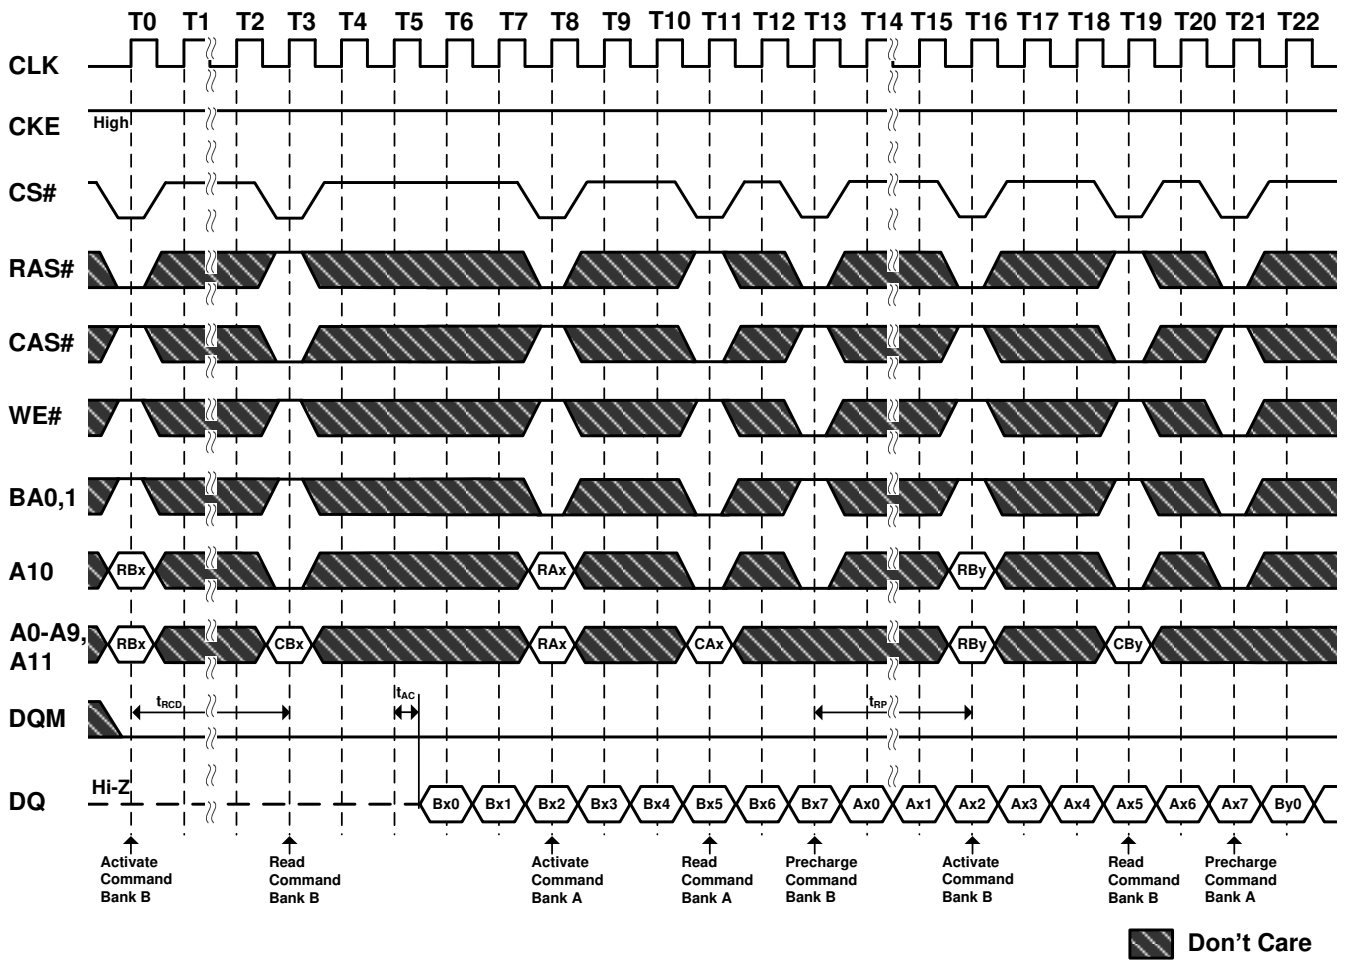 T0 T1 T2 T3 T4 T5 T6 T7 T8 T9 T10 T11 T12 T13 T14 T15 T16 T17 T18 T19 T20 T21 T22
CLK
CKE High
CS#
RAS#
CAS#
WE#
BA0,1
A10 RBx RAx RBy
A0-A9,
A11
RBx CBx RAx CAx RBy CBy
DQM tRCD tAC tRP
DQ Hi-Z Bx0 Bx1 Bx2 Bx3 Bx4 Bx5 Bx6 Bx7 Ax0 Ax1 Ax2 Ax3 Ax4 Ax5 Ax6 Ax7 By0
Activate
Command
Bank B
Read
Command
Bank B
Activate
Command
Bank A
Read
Command
Bank A
Precharge
Command
Bank B
Activate
Command
Bank B
Read
Command
Bank B
Precharge
Command
Bank A
Don't Care